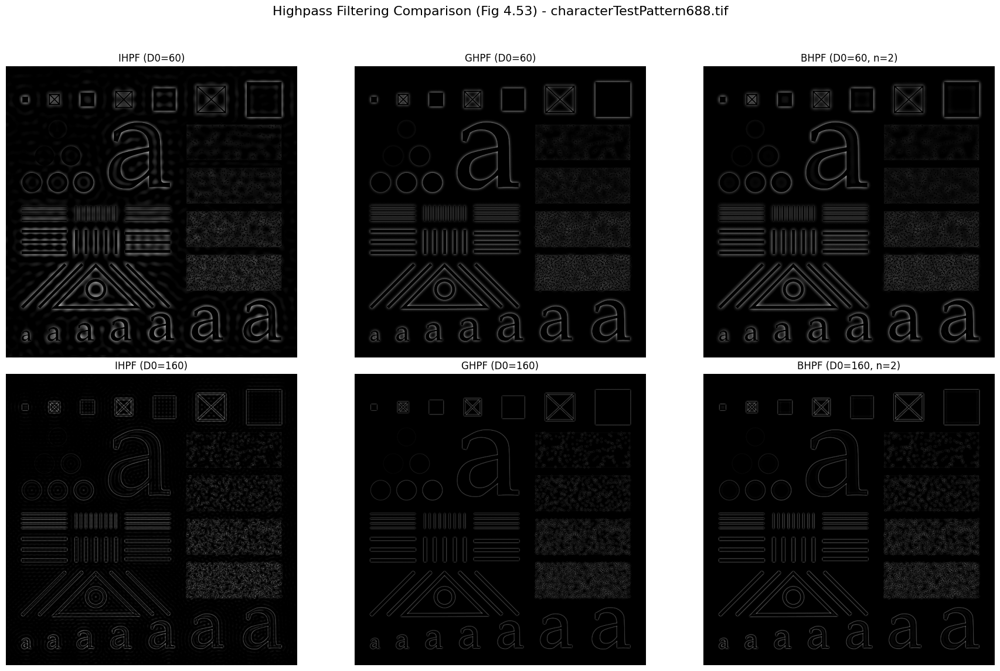 Highpass Filtering Comparison (Fig 4.53) - characterTestPattern688.tif
IHPF (D0=60)
GHPF (D0=60)
BHPF (D0=60, n=2)
a
a
a
a a a a a a a
a a a a a a a
a a a a a a a
IHPF (D0=160)
GHPF (D0=160)
BHPF (D0=160, n=2)
a
a
a
a a a a a a a
a a a a a a a
a a a a a a a